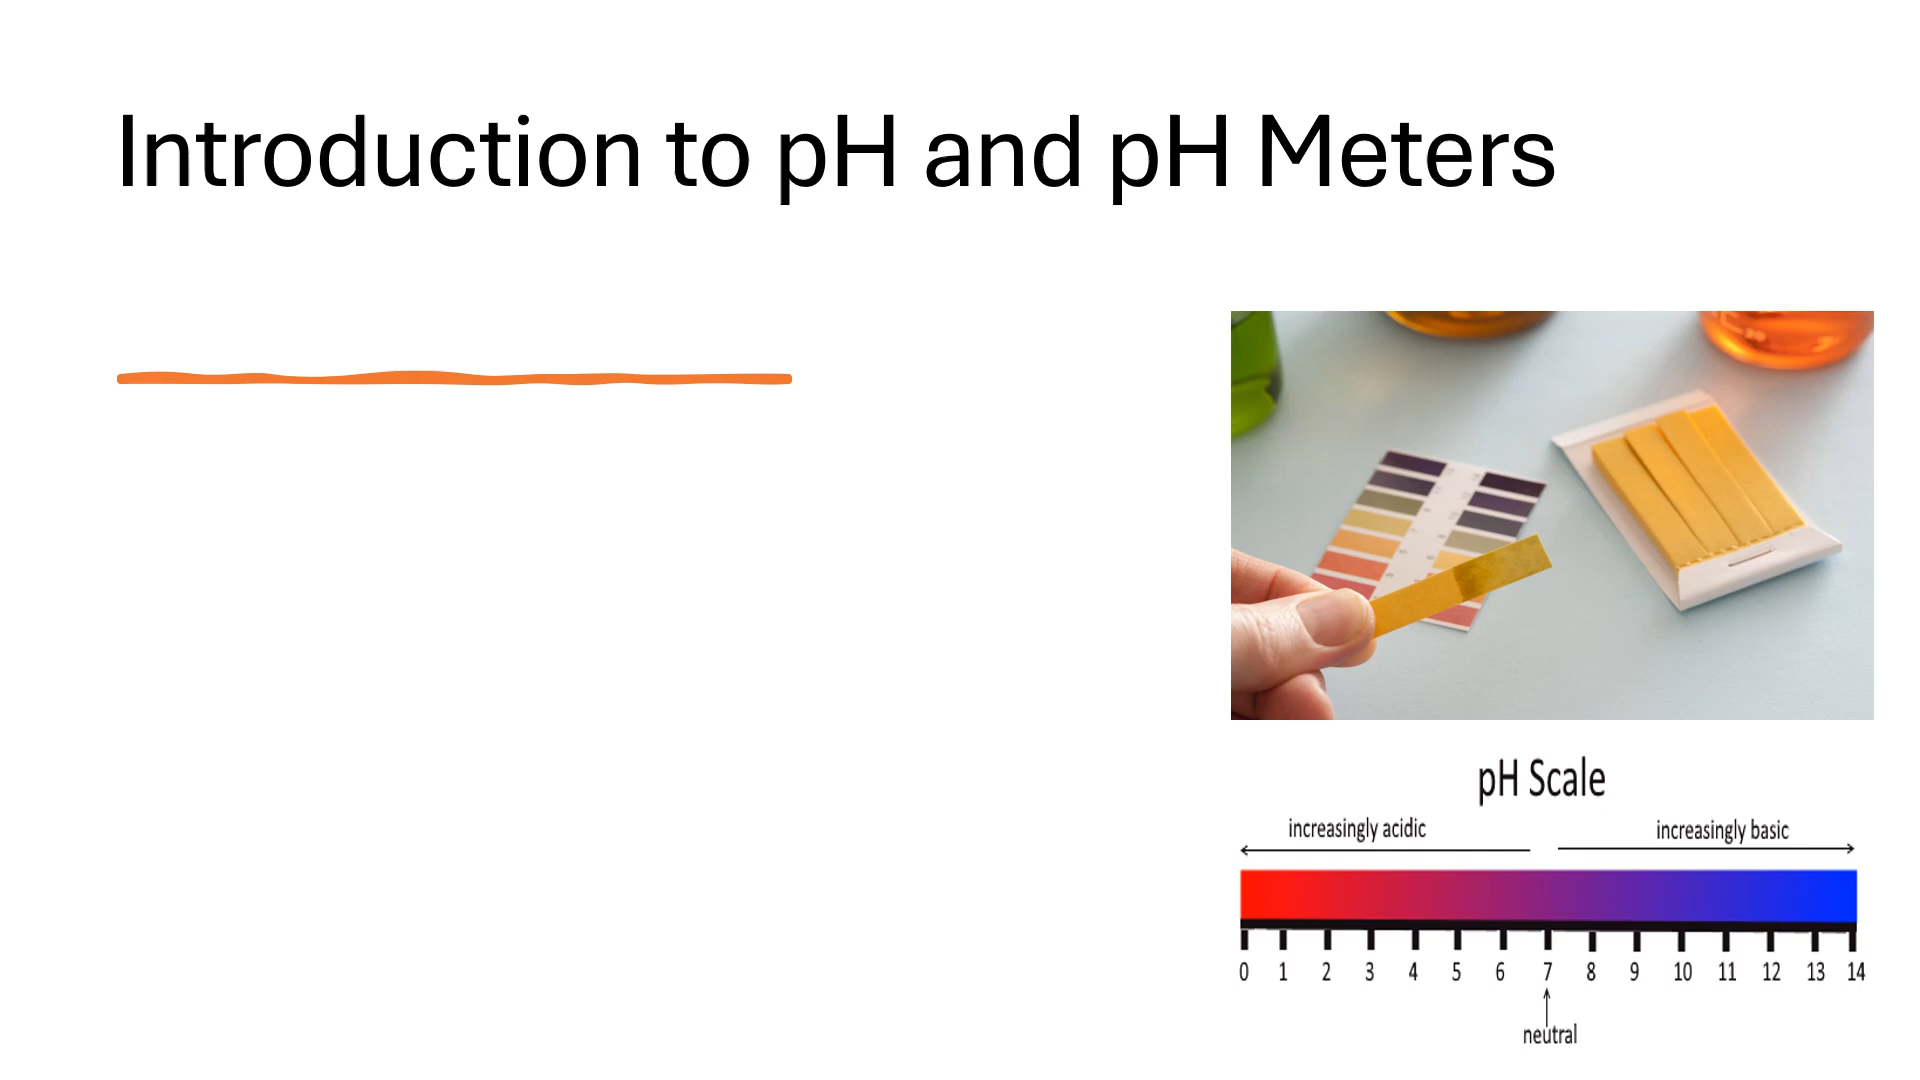 Introduction to pH and pH Meters
pH Scale
increasingly acidic
increasingly basic
0 1 2 3 4 5 6 7 8 9 10 11 12 13 14
neutral